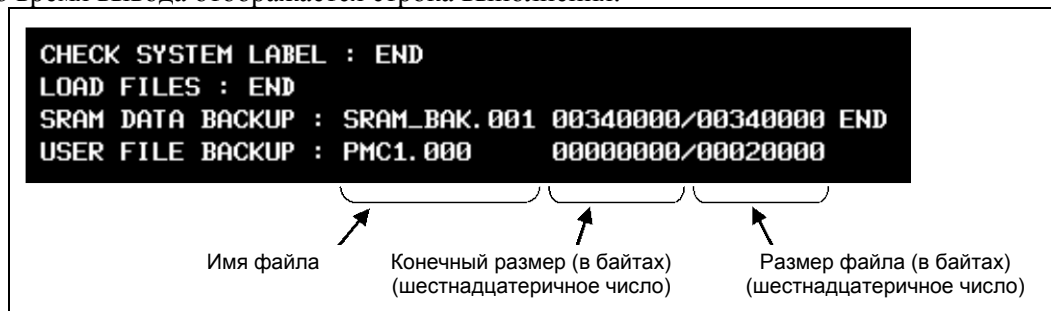 во время вывода отображается строка выполнения.
CHECK SYSTEM LABEL : END
LOAD FILES : END
SRAM DATA BACKUP : SRAM_BAK.001 00340000/00340000 END
USER FILE BACKUP : PMC1.000 00000000/00020000
Имя файла
Конечный размер (в байтах)
(шестнадцатеричное число)
Размер файла (в байтах)
(шестнадцатеричное число)